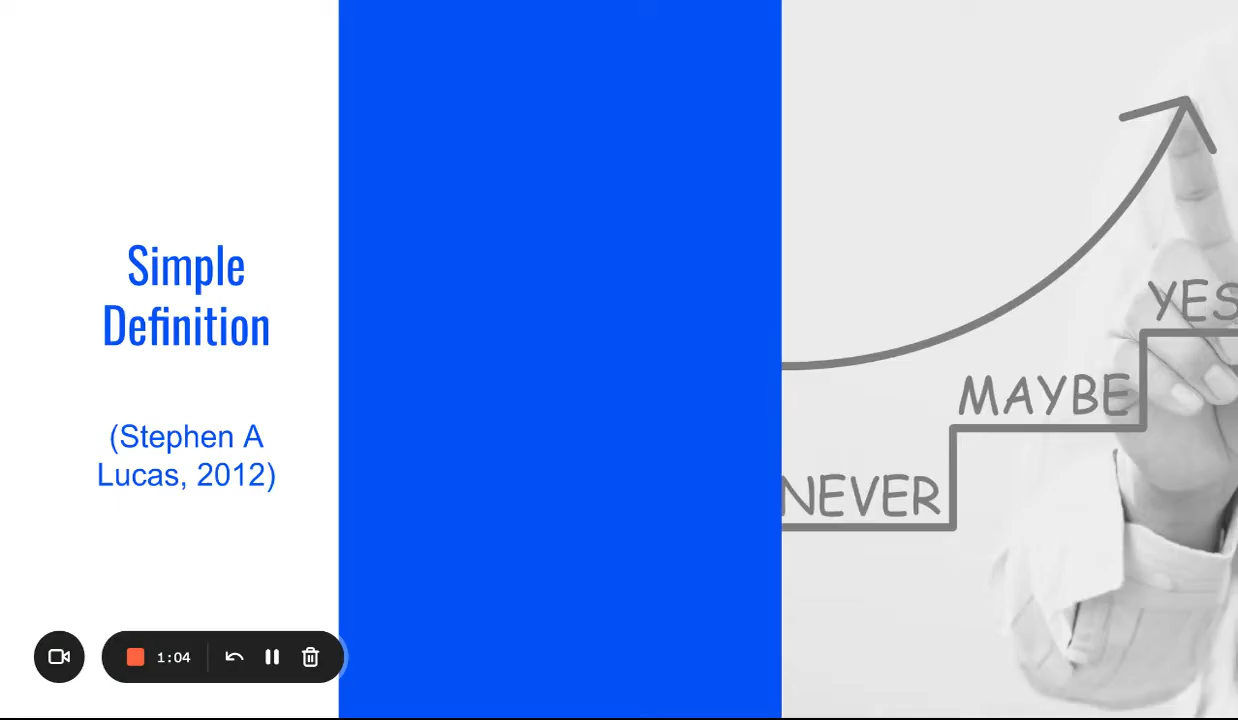 Simple
Definition
(Stephen A
Lucas, 2012)
YES
MAYBE
NEVER
1:04